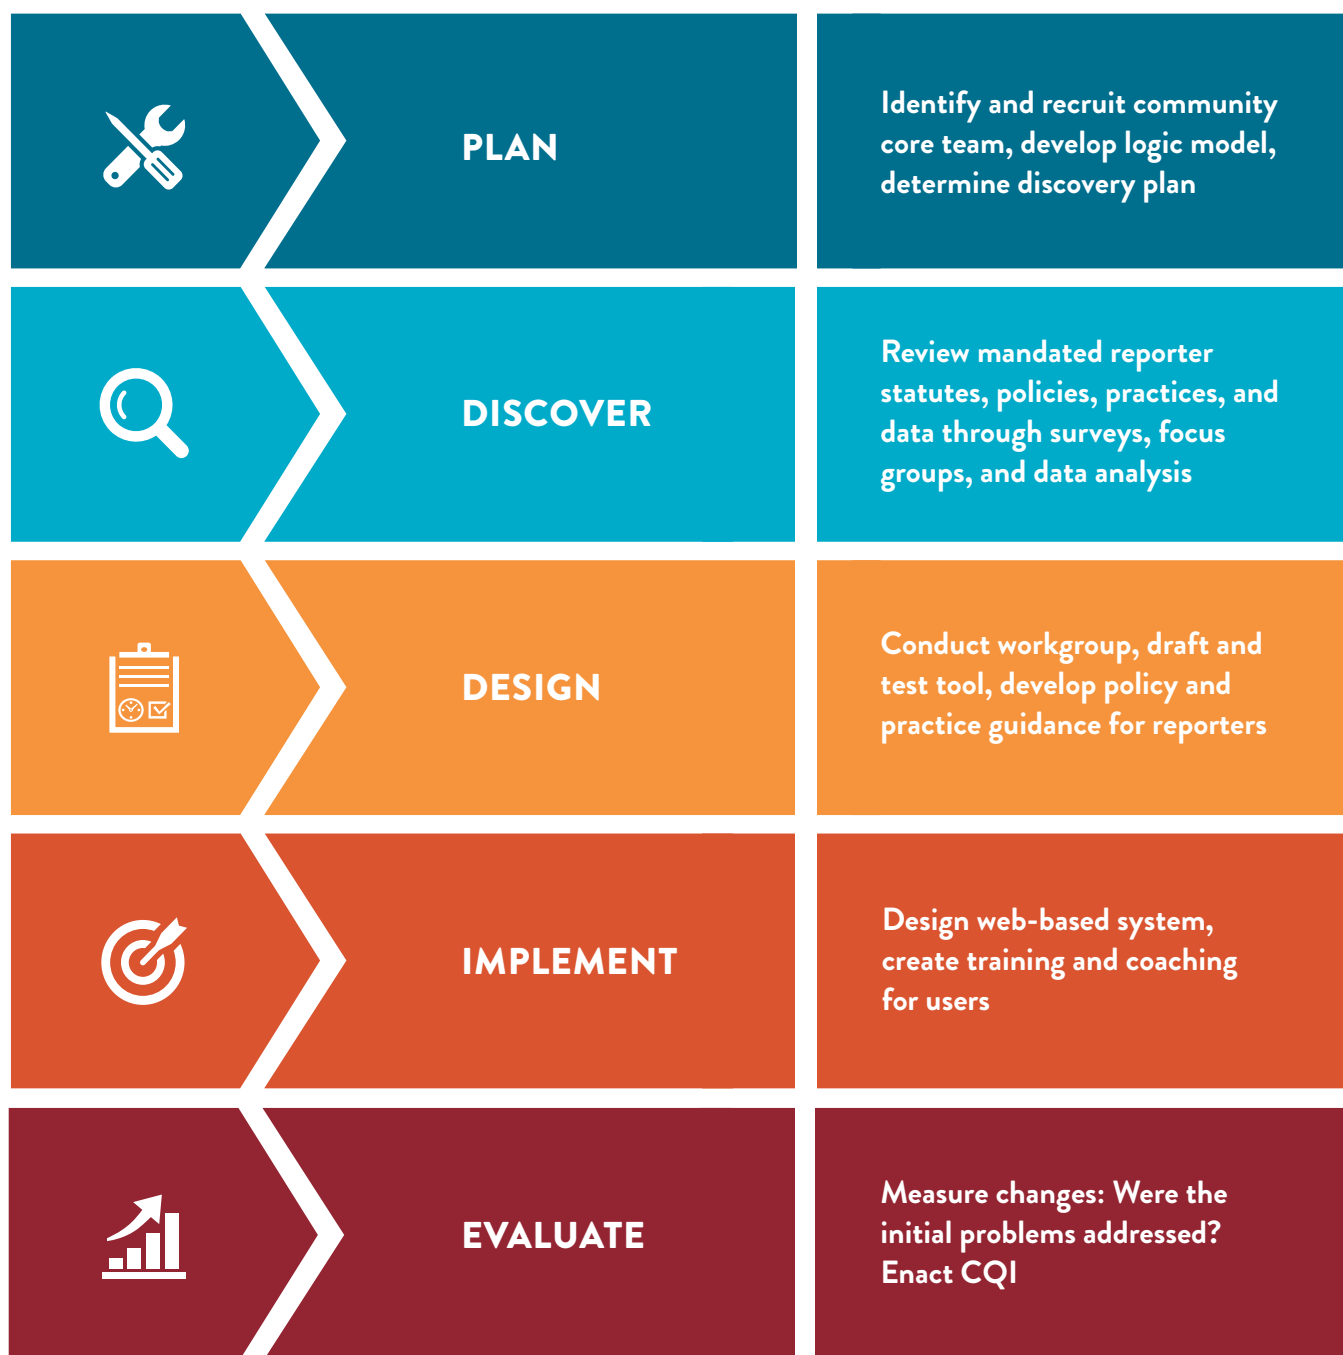 PLAN
Identify and recruit community
core team, develop logic model,
determine discovery plan
DISCOVER
Review mandated reporter
statutes, policies, practices, and
data through surveys, focus
groups, and data analysis
DESIGN
Conduct workgroup, draft and
test tool, develop policy and
practice guidance for reporters
IMPLEMENT
Design web-based system,
create training and coaching
for users
EVALUATE
Measure changes: Were the
initial problems addressed?
Enact CQI